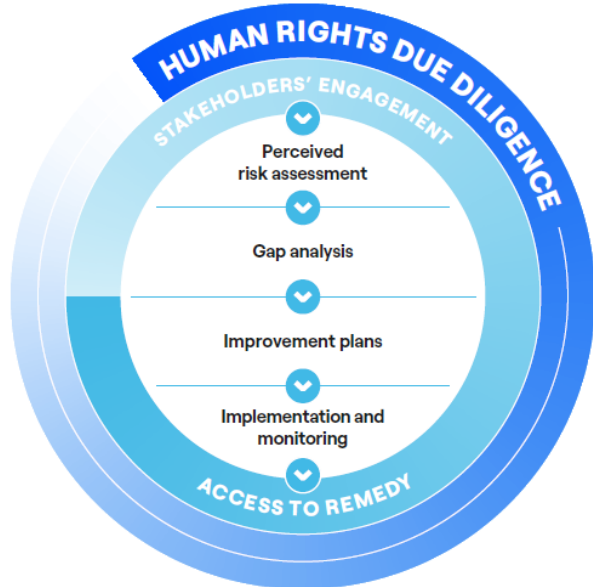 HUMAN RIGHTS DUE DILIGENCE
STAKEHOLDERS’ ENGAGEMENT
Perceived
risk assessment
Gap analysis
Improvement plans
Implementation and
monitoring
ACCESS TO REMEDY